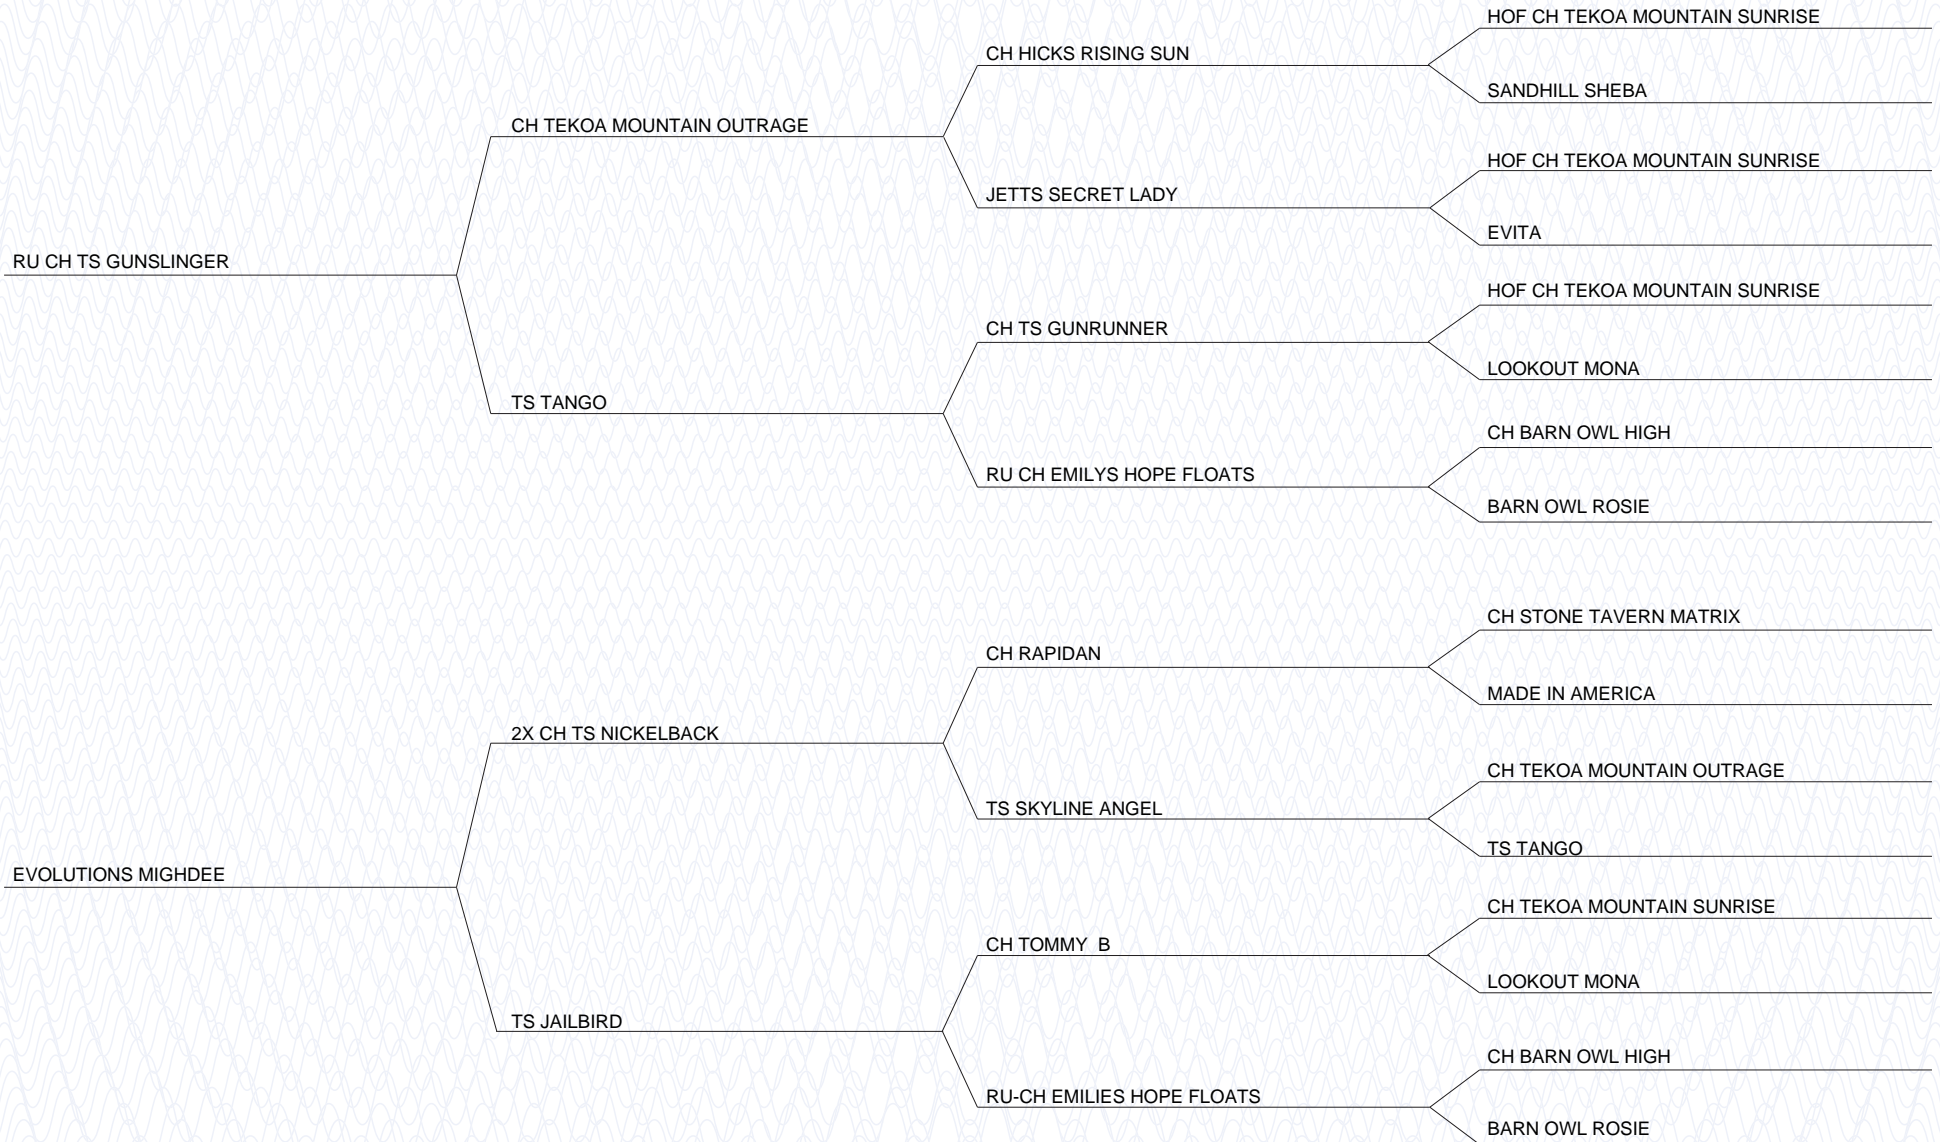 HOF CH TEKOA MOUNTAIN SUNRISE
CH HICKS RISING SUN
SANDHILL SHEBA
CH TEKOA MOUNTAIN OUTRAGE
HOF CH TEKOA MOUNTAIN SUNRISE
JETTS SECRET LADY
EVITA
RU CH TS GUNSLINGER
HOF CH TEKOA MOUNTAIN SUNRISE
CH TS GUNRUNNER
LOOKOUT MONA
TS TANGO
CH BARN OWL HIGH
RU CH EMILYS HOPE FLOATS
BARN OWL ROSIE
CH STONE TAVERN MATRIX
CH RAPIDAN
MADE IN AMERICA
2X CH TS NICKELBACK
CH TEKOA MOUNTAIN OUTRAGE
TS SKYLINE ANGEL
TS TANGO
EVOLUTIONS MIGHDEE
CH TEKOA MOUNTAIN SUNRISE
CH TOMMY  B
LOOKOUT MONA
TS JAILBIRD
CH BARN OWL HIGH
RU-CH EMILIES HOPE FLOATS
BARN OWL ROSIE